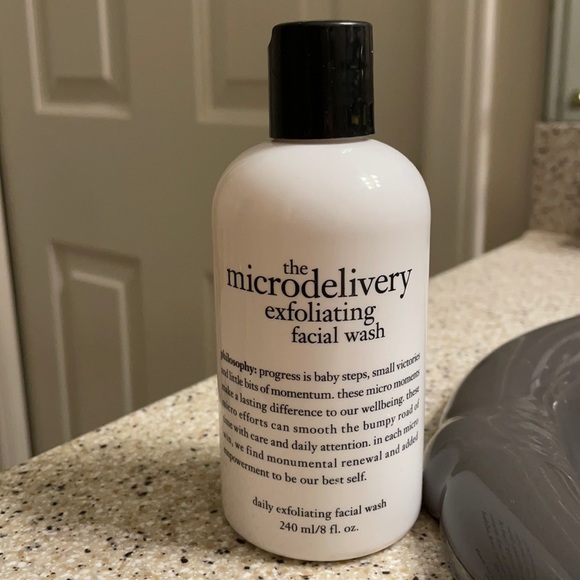 the
microdelivery
exfoliating
facial wash
philosophy: progress is baby steps, small victories
and little bits of momentum. these micro moments
make a lasting difference to our wellbeing. these
micro efforts can smooth the bumpy road of
time with care and daily attention. in each micro
win, we find monumental renewal and added
empowerment to be our best self.
daily exfoliating facial wash
240 ml/8 fl. oz.